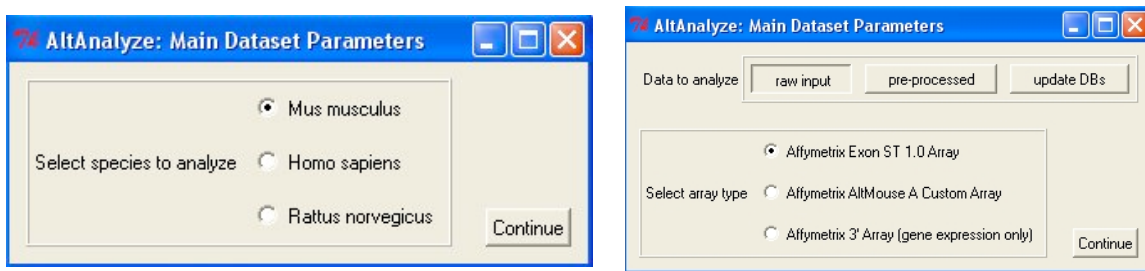 AltAnalyze: Main Dataset Parameters
Select species to analyze
Mus musculus
Homo sapiens
Rattus norvegicus
Continue
AltAnalyze: Main Dataset Parameters
Data to analyze raw input pre-processed update DBs
Select array type
Affymetrix Exon ST 1.0 Array
Affymetrix AltMouse A Custom Array
Affymetrix 3' Array (gene expression only)
Continue